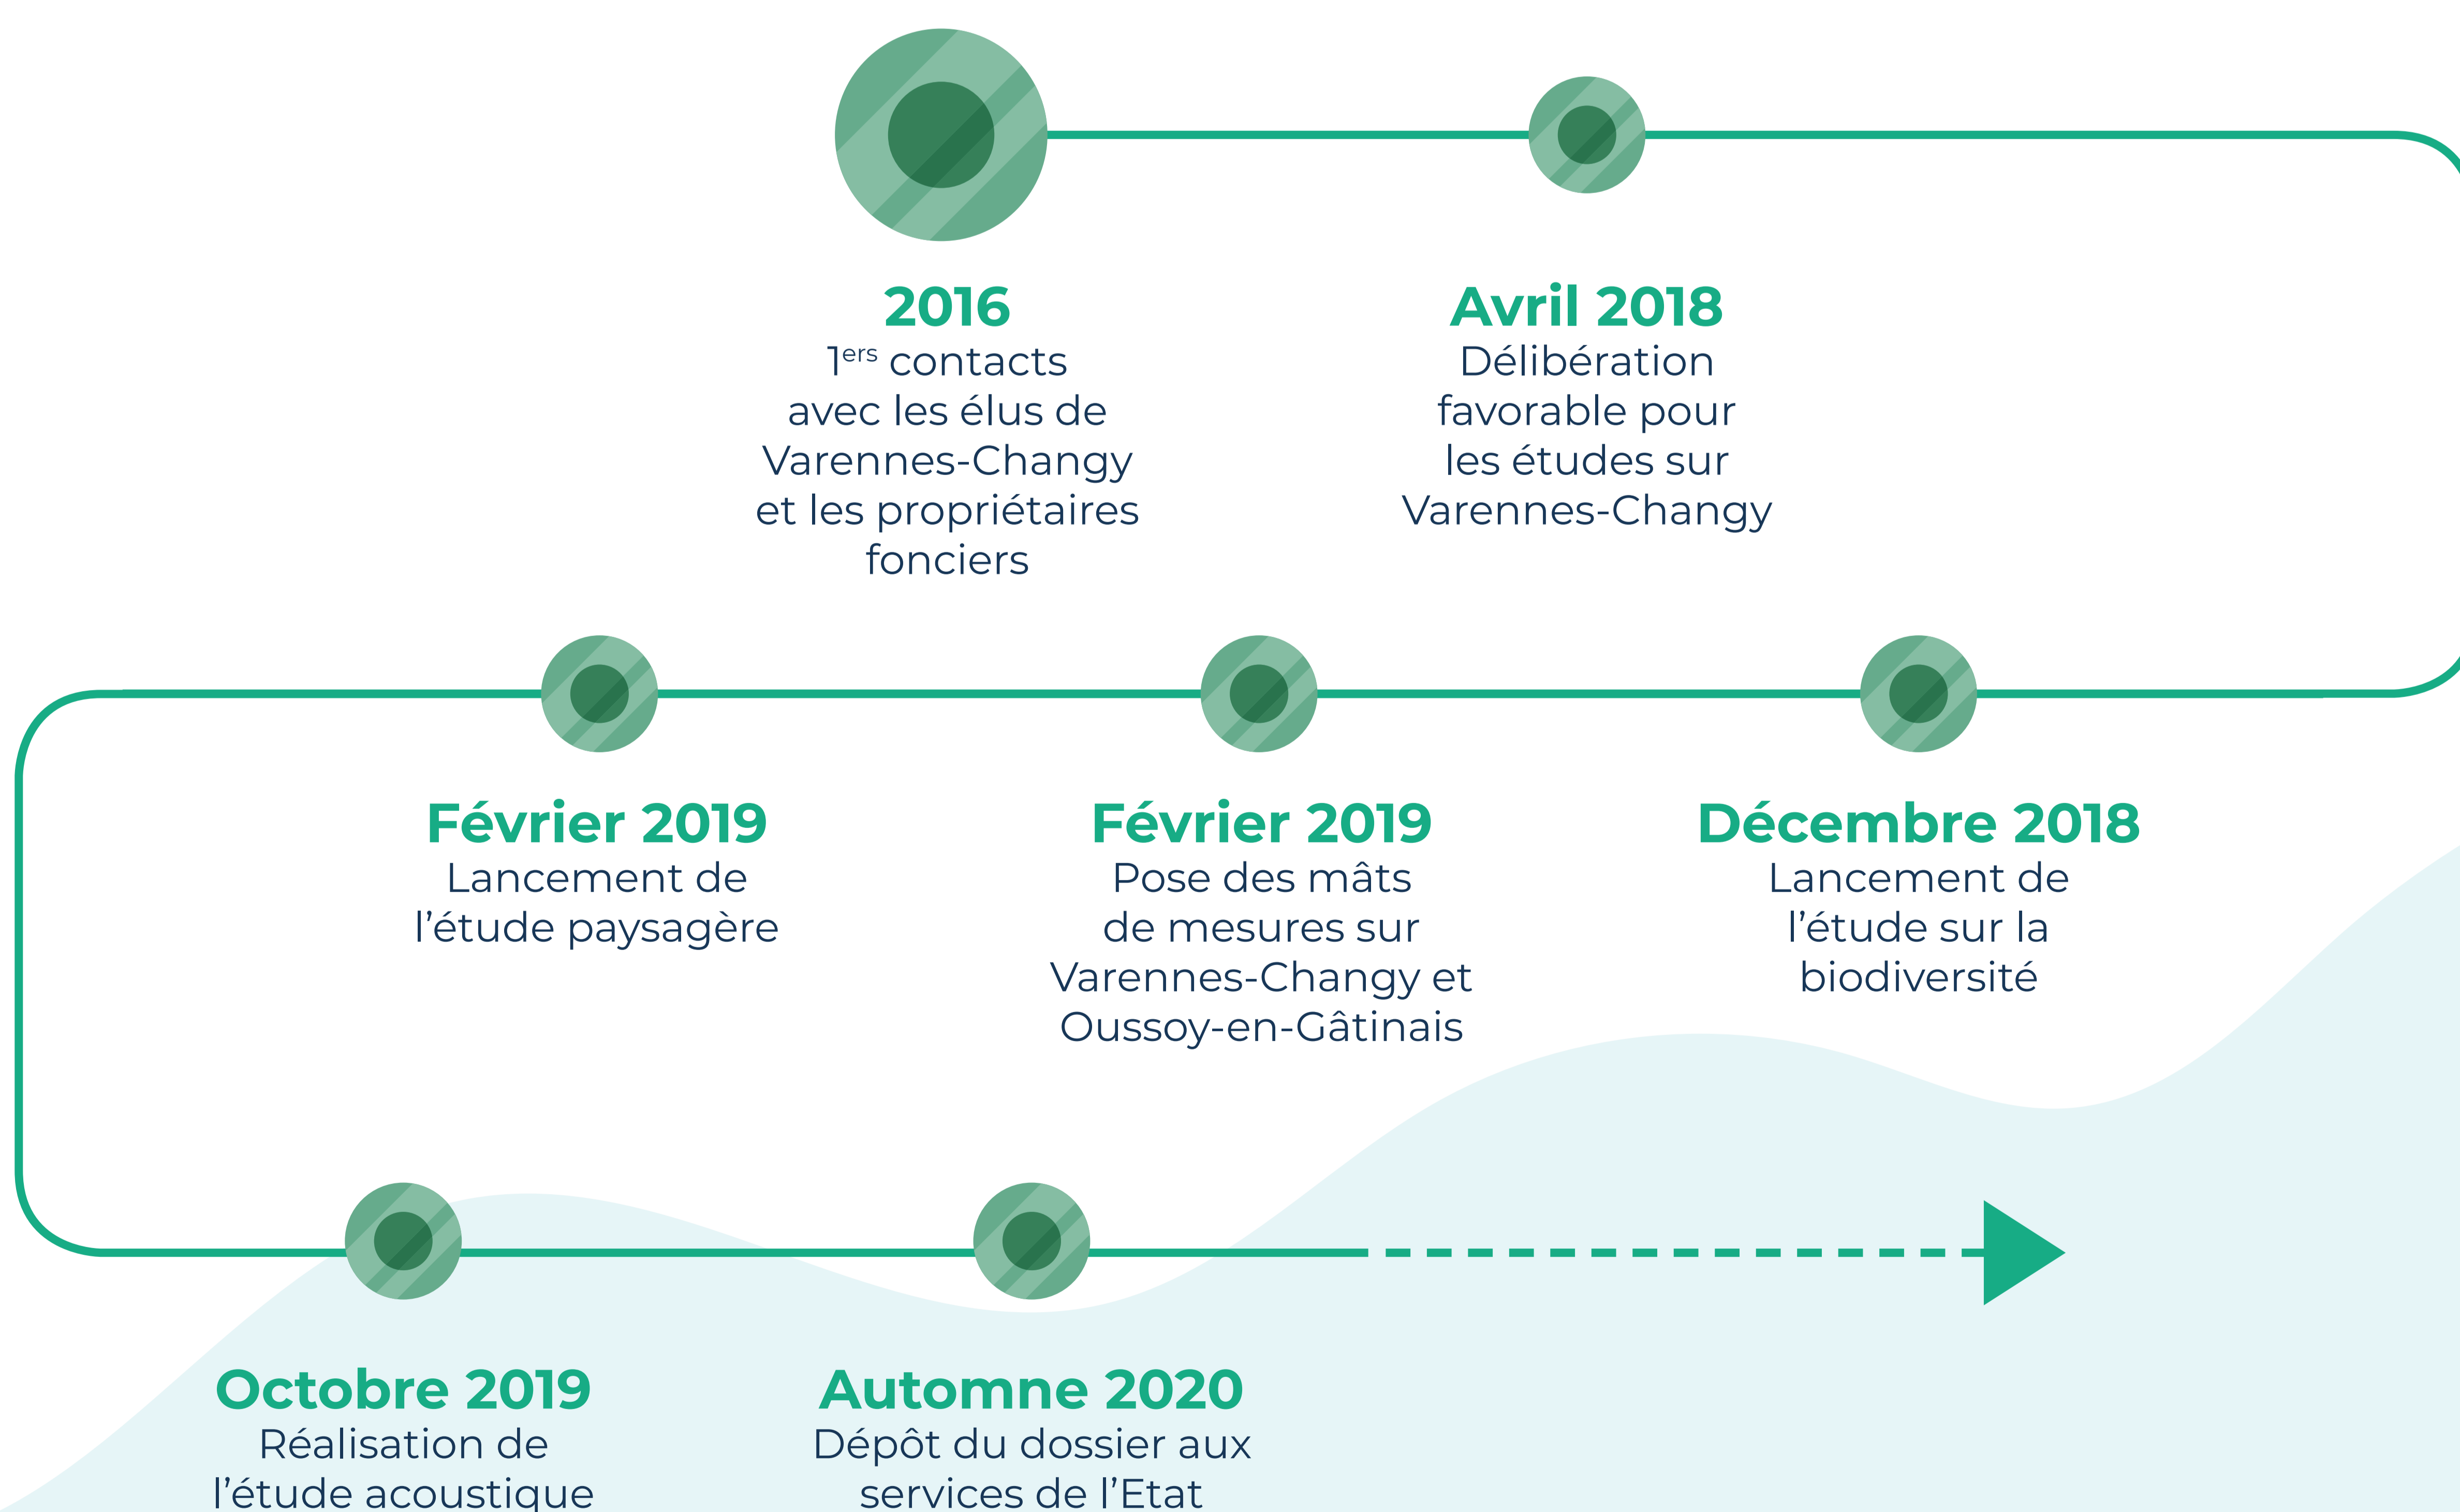 2016
1ers contacts
avec les élus de
Varennes-Changy
et les propriétaires
fonciers
Avril 2018
Délibération
favorable pour
les études sur
Varennes-Changy
Février 2019
Lancement de
l’étude paysagère
Février 2019
Pose des mâts
de mesures sur
Varennes-Changy et
Oussoy-en-Gâtinais
Décembre 2018
Lancement de
l’étude sur la
biodiversité
Octobre 2019
Réalisation de
l’étude acoustique
Automne 2020
Dépôt du dossier aux
services de l’Etat